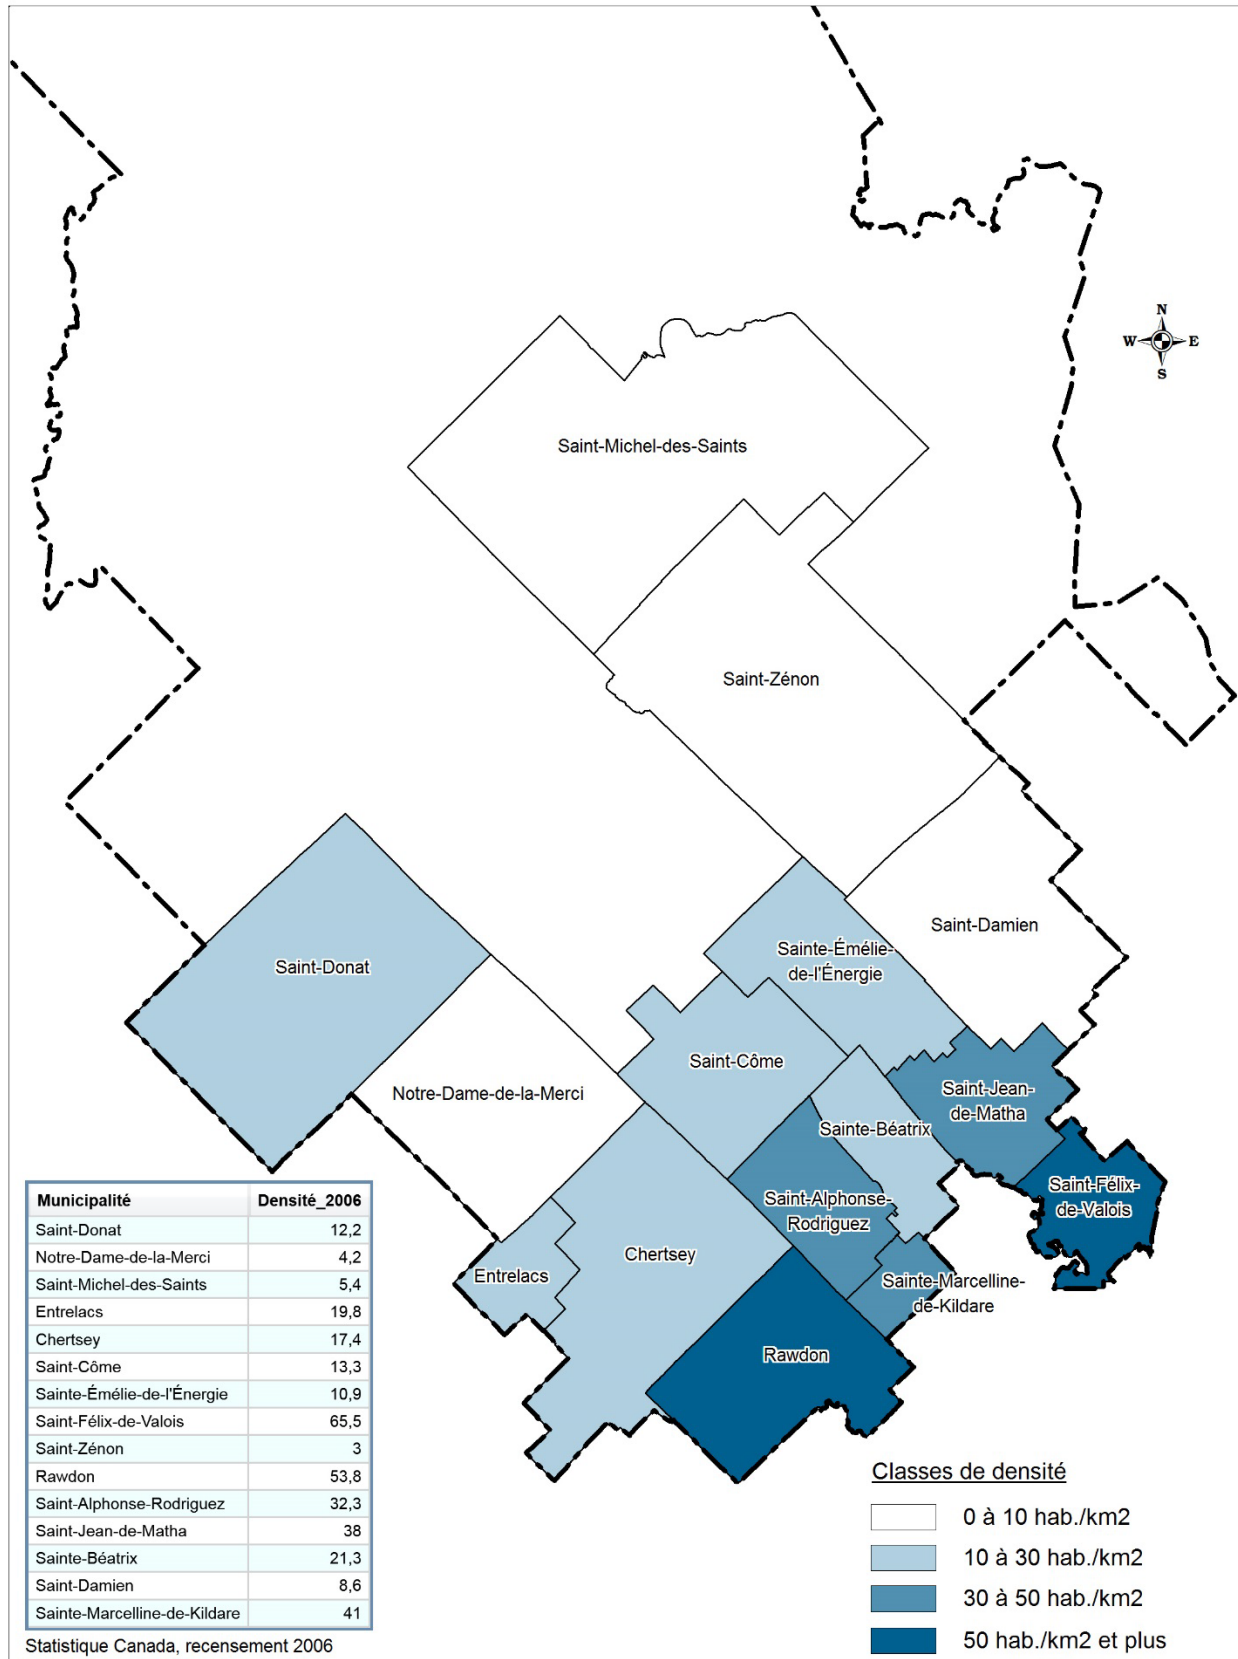 N
W E
S
Saint-Michel-des-Saints
Saint-Zénon
Saint-Damien
Sainte-Émélie-
de-l'Énergie
Saint-Donat
Saint-Côme
Notre-Dame-de-la-Merci
Saint-Jean-
de-Matha
Sainte-Béatrix
Saint-Félix-
de-Valois
Saint-Alphonse-
Rodriguez
Chertsey
Entrelacs
Sainte-Marcelline-
de-Kildare
Rawdon
Municipalité Densité_2006
Saint-Donat 12,2
Notre-Dame-de-la-Merci 4,2
Saint-Michel-des-Saints 5,4
Entrelacs 19,8
Chertsey 17,4
Saint-Côme 13,3
Sainte-Émélie-de-l'Énergie 10,9
Saint-Félix-de-Valois 65,5
Saint-Zénon 3
Rawdon 53,8
Saint-Alphonse-Rodriguez 32,3
Saint-Jean-de-Matha 38
Sainte-Béatrix 21,3
Saint-Damien 8,6
Sainte-Marcelline-de-Kildare 41
Statistique Canada, recensement 2006
Classes de densité
0 à 10 hab./km2
10 à 30 hab./km2
30 à 50 hab./km2
50 hab./km2 et plus